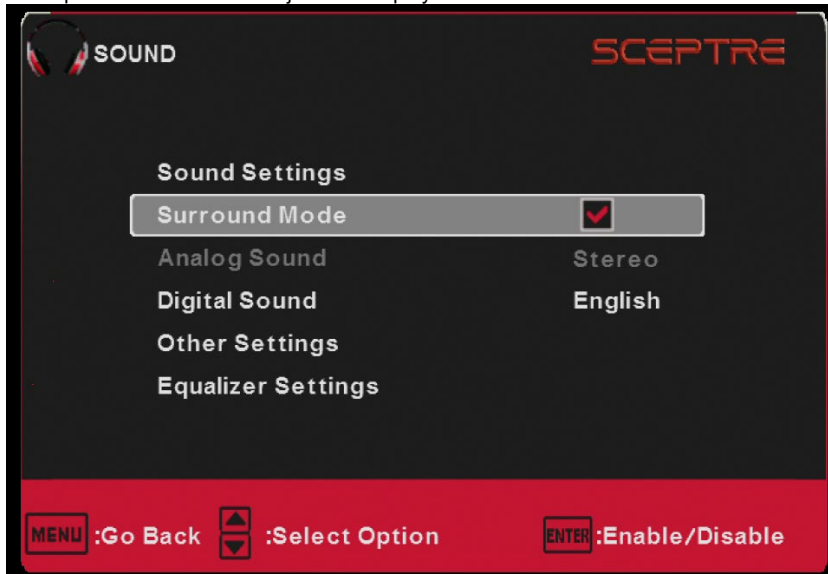 SOUND
SCEPTRE
Sound Settings
Surround Mode
Analog Sound Stereo
Digital Sound English
Other Settings
Equalizer Settings
MENU :Go Back :Select Option ENTER :Enable/Disable